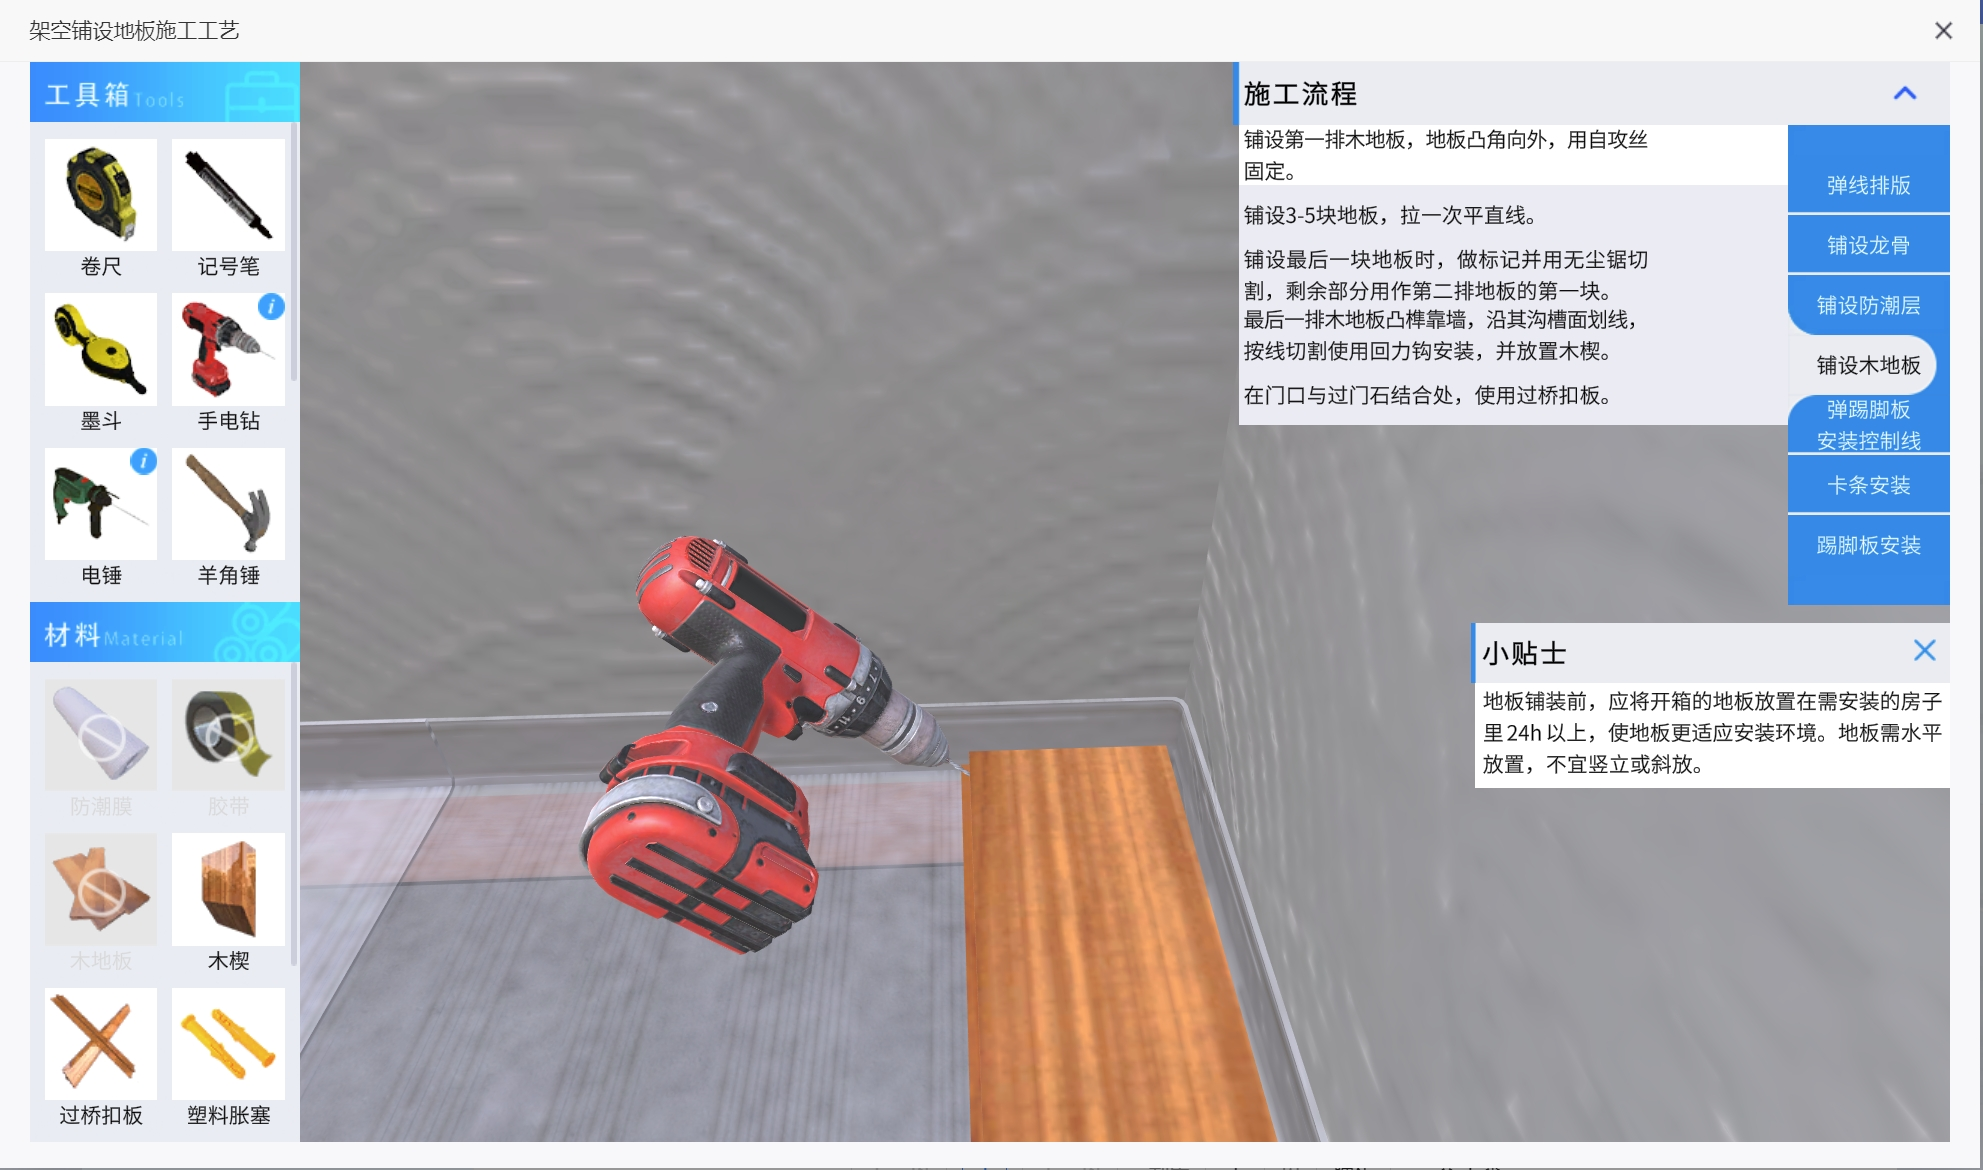 架空铺设地板施工工艺
工具箱 Tools
卷尺
记号笔
墨斗
手电钻
电锤
羊角锤
材料 Material
防潮膜
胶带
木地板
木楔
过桥扣板
塑料胀塞
施工流程
铺设第一排木地板，地板凸角向外，用自攻丝
固定。
铺设3-5块地板，拉一次平直线。
铺设最后一块地板时，做标记并用无尘锯切
割，剩余部分用作第二排地板的第一块。
最后一排木地板凸榫靠墙，沿其沟槽面划线，
按线切割使用回力钩安装，并放置木楔。
在门口与过门石结合处，使用过桥扣板。
弹线排版
铺设龙骨
铺设防潮层
铺设木地板
弹踢脚板
安装控制线
卡条安装
踢脚板安装
小贴士
地板铺装前，应将开箱的地板放置在需安装的房子
里24h以上，使地板更适应安装环境。地板需水平
放置，不宜竖立或斜放。